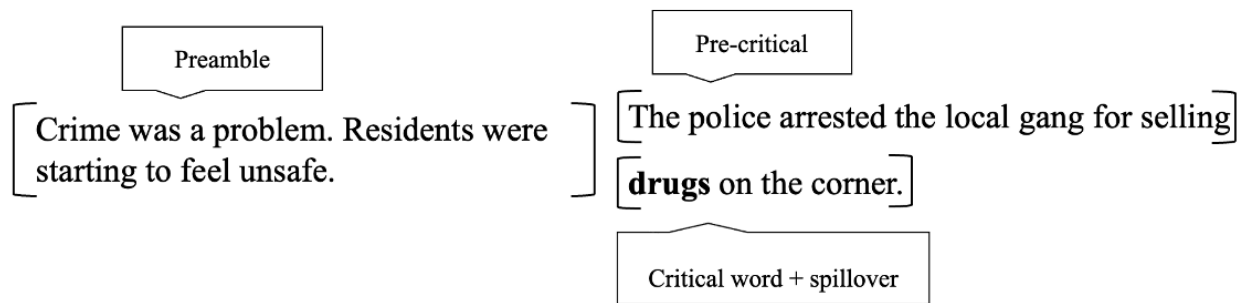 Preamble
Crime was a problem. Residents were
starting to feel unsafe.
Pre-critical
The police arrested the local gang for selling
drugs on the corner.
Critical word + spillover